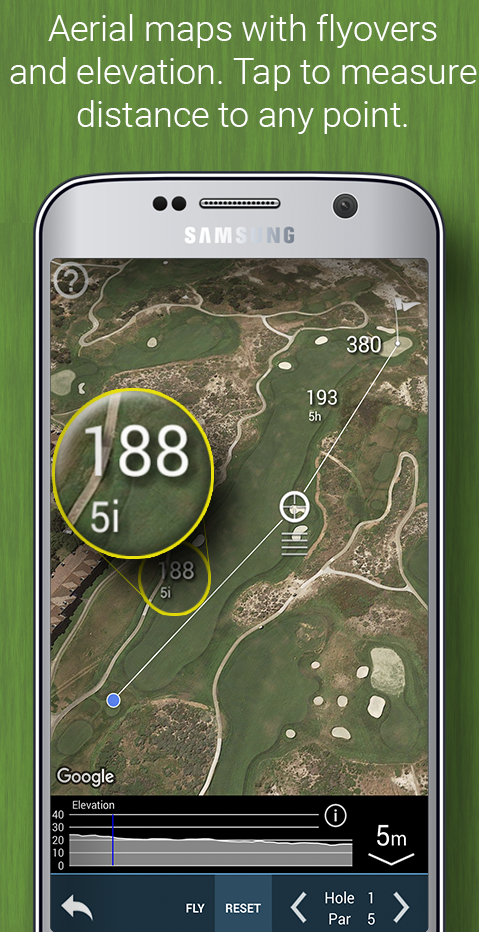 Aerial maps with flyovers
and elevation. Tap to measure
distance to any point.
SAMSUNG
?
380
193
5h
188
5i
188
5i
Google
Elevation
i
40
30
20
10
0
5m
FLY
RESET
Hole 1
Par 5